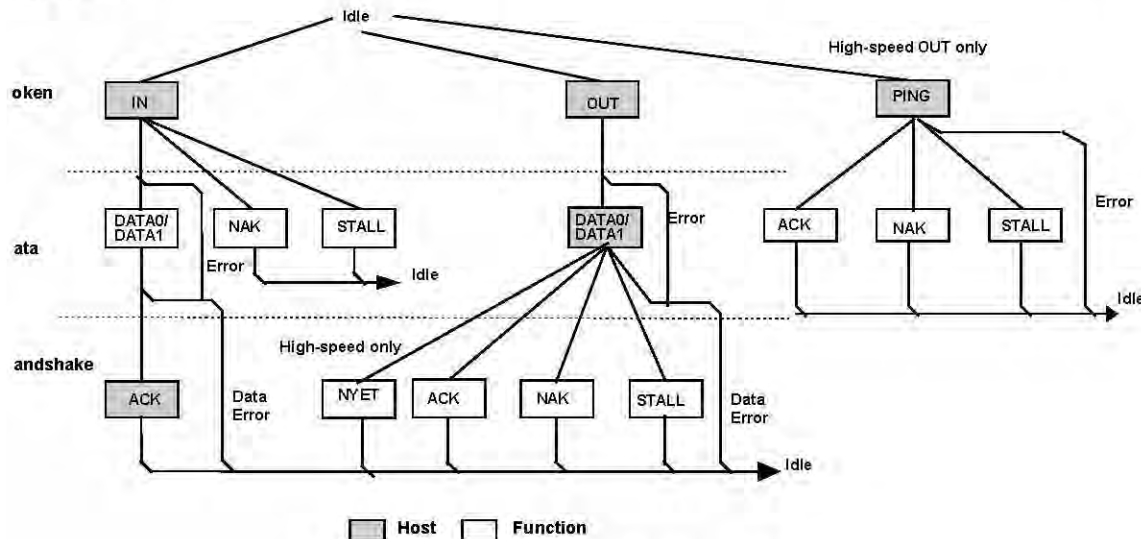 Idle
High-speed OUT only
oken
IN
OUT
PING
DATA0/
DATA1
NAK
STALL
Error
Idle
DATA0/
DATA1
Error
ACK
NAK
STALL
Error
Idle
ata
High-speed only
andshake
ACK
Data
Error
NYET
ACK
NAK
STALL
Data
Error
Idle
Host
Function